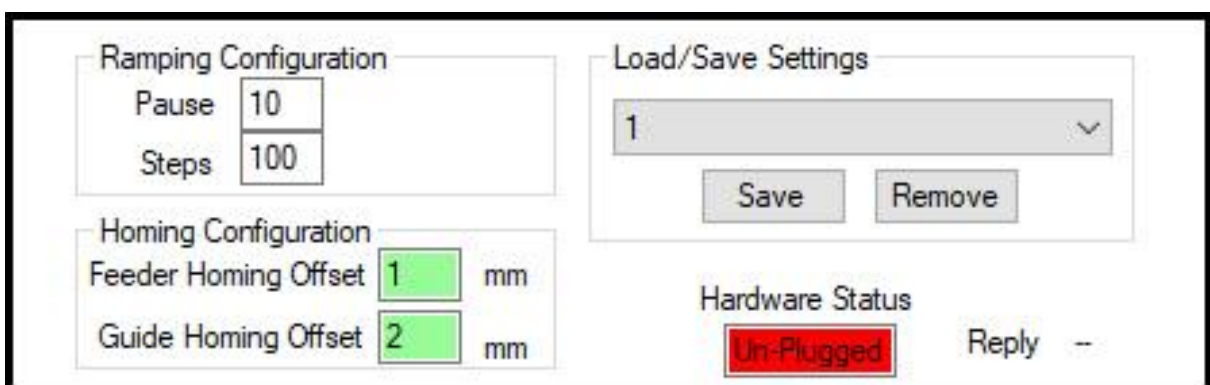 Ramping Configuration
Pause 10
Steps 100
Homing Configuration
Feeder Homing Offset 1 mm
Guide Homing Offset 2 mm
Load/Save Settings
1
Save Remove
Hardware Status
Un-Plugged Reply --